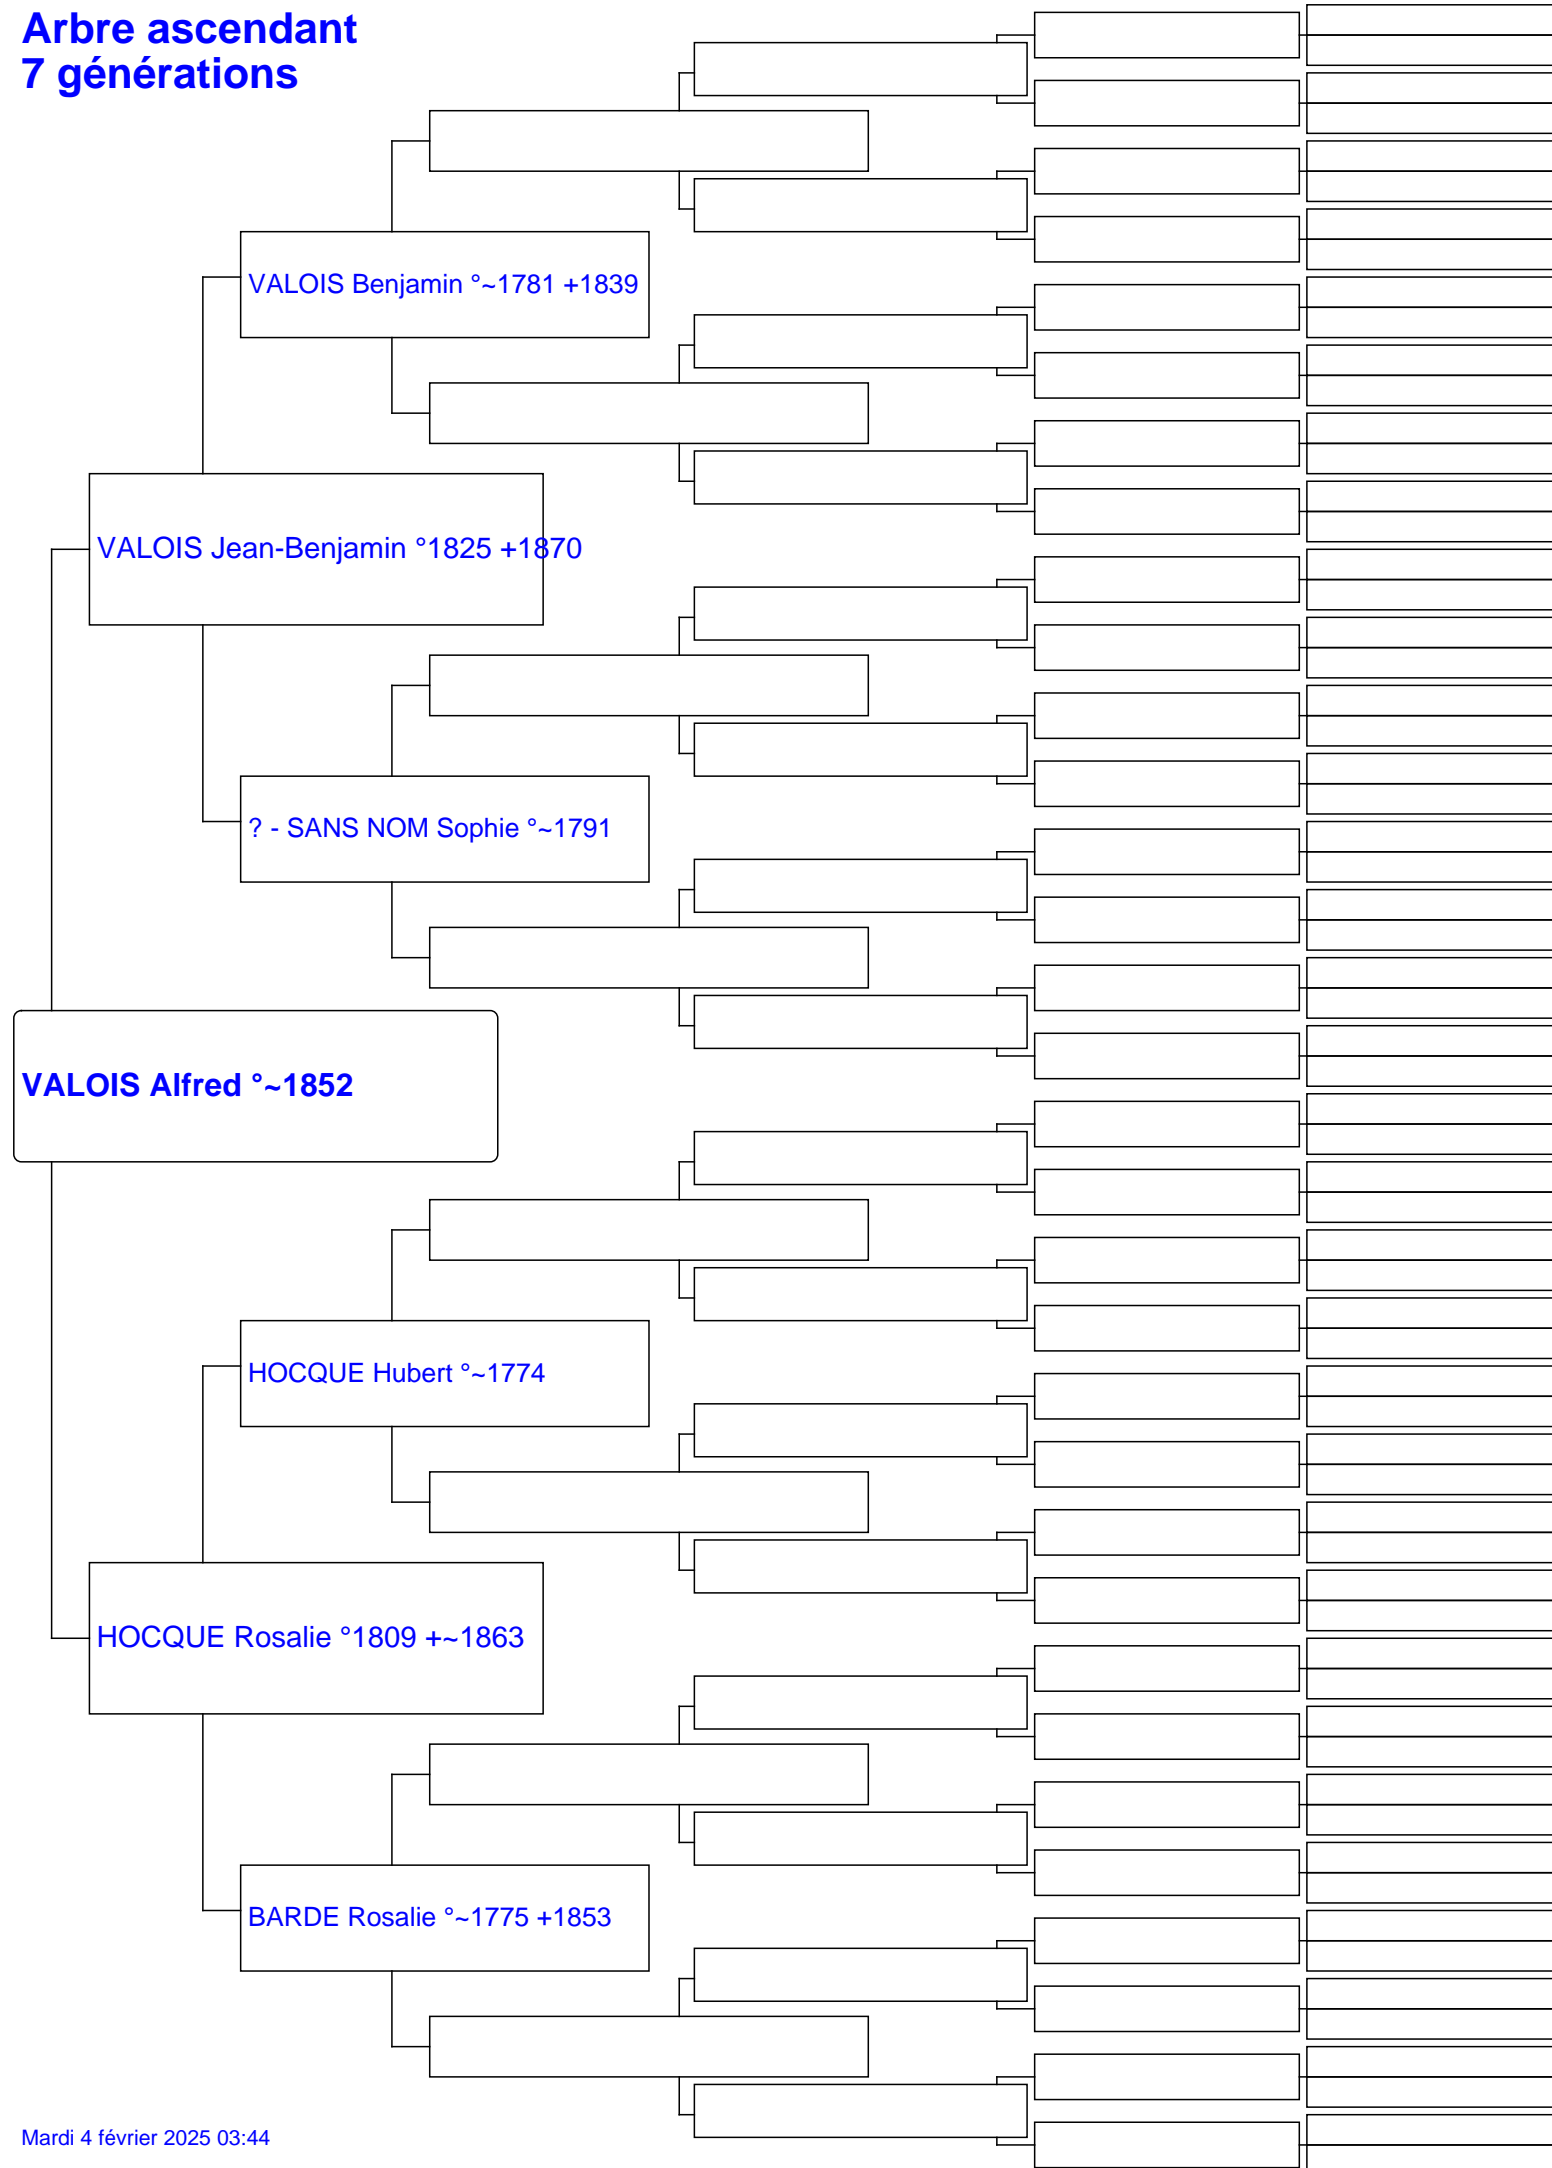 Arbre ascendant
7 générations
VALOIS Benjamin °~1781 +1839
VALOIS Jean-Benjamin °1825 +1870
? - SANS NOM Sophie °~1791
VALOIS Alfred °~1852
HOCQUE Hubert °~1774
HOCQUE Rosalie °1809 +~1863
BARDE Rosalie °~1775 +1853
Mardi 4 février 2025 03:44